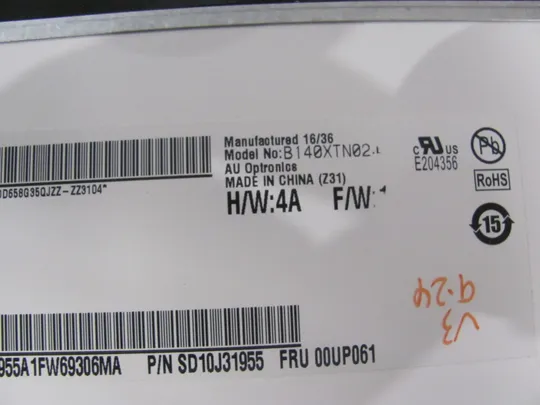 Manufactured 16/36
Model No:B140XTN02.
AU Optronics
MADE IN CHINA (Z31)
H/W:4A F/W:
C RU US
E204356
Pb
RoHS
15
D658G35QJZZ-ZZ3104*
V3
9.24
955A1FW69306MA P/N SD10J31955 FRU 00UP061